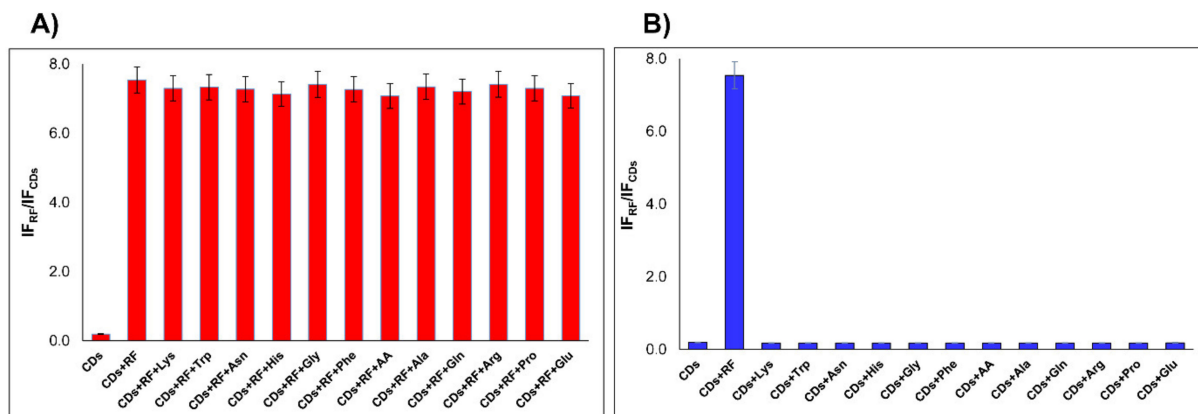 A)
8.0
6.0
4.0
2.0
0.0
IF_RF/IF_CDs
CDs
CDs+RF
CDs+RF+Lys
CDs+RF+Trp
CDs+RF+Asn
CDs+RF+His
CDs+RF+Gly
CDs+RF+Phe
CDs+RF+AA
CDs+RF+Ala
CDs+RF+Gln
CDs+RF+Arg
CDs+RF+Pro
CDs+RF+Glu
B)
8.0
6.0
4.0
2.0
0.0
IF_RF/IF_CDs
CDs
CDs+RF
CDs+Lys
CDs+Trp
CDs+Asn
CDs+His
CDs+Gly
CDs+Phe
CDs+AA
CDs+Ala
CDs+Gln
CDs+Arg
CDs+Pro
CDs+Glu